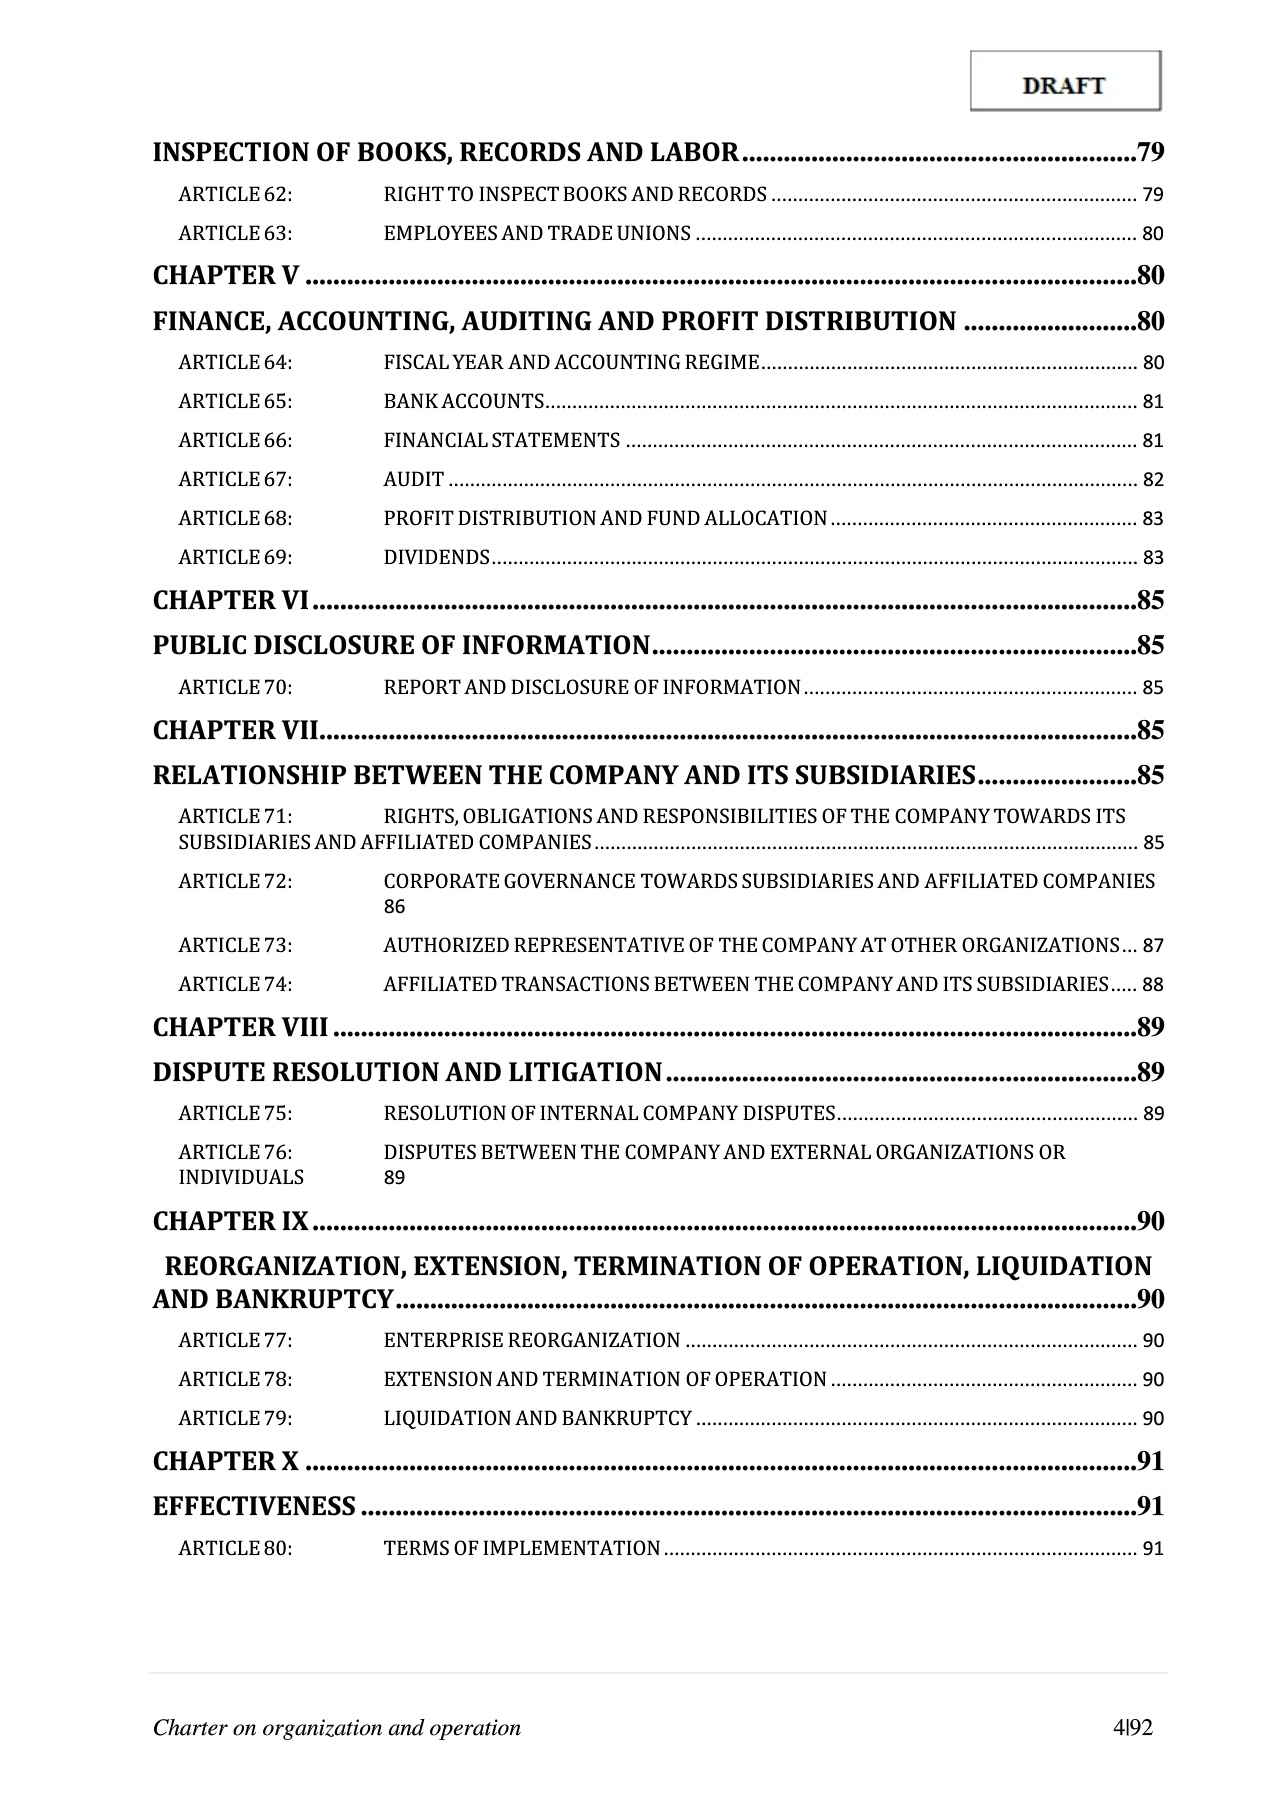 DRAFT
INSPECTION OF BOOKS, RECORDS AND LABOR.........................................................79
ARTICLE 62: RIGHT TO INSPECT BOOKS AND RECORDS ..................................................................... 79
ARTICLE 63: EMPLOYEES AND TRADE UNIONS ................................................................................... 80
CHAPTER V ........................................................................................................................80
FINANCE, ACCOUNTING, AUDITING AND PROFIT DISTRIBUTION .........................80
ARTICLE 64: FISCAL YEAR AND ACCOUNTING REGIME....................................................................... 80
ARTICLE 65: BANK ACCOUNTS................................................................................................................ 81
ARTICLE 66: FINANCIAL STATEMENTS ................................................................................................ 81
ARTICLE 67: AUDIT .................................................................................................................................. 82
ARTICLE 68: PROFIT DISTRIBUTION AND FUND ALLOCATION .......................................................... 83
ARTICLE 69: DIVIDENDS.......................................................................................................................... 83
CHAPTER VI.......................................................................................................................85
PUBLIC DISCLOSURE OF INFORMATION......................................................................85
ARTICLE 70: REPORT AND DISCLOSURE OF INFORMATION............................................................... 85
CHAPTER VII......................................................................................................................85
RELATIONSHIP BETWEEN THE COMPANY AND ITS SUBSIDIARIES.......................85
ARTICLE 71: RIGHTS, OBLIGATIONS AND RESPONSIBILITIES OF THE COMPANY TOWARDS ITS
SUBSIDIARIES AND AFFILIATED COMPANIES....................................................................................................... 85
ARTICLE 72: CORPORATE GOVERNANCE TOWARDS SUBSIDIARIES AND AFFILIATED COMPANIES
86
ARTICLE 73: AUTHORIZED REPRESENTATIVE OF THE COMPANY AT OTHER ORGANIZATIONS... 87
ARTICLE 74: AFFILIATED TRANSACTIONS BETWEEN THE COMPANY AND ITS SUBSIDIARIES..... 88
CHAPTER VIII ....................................................................................................................89
DISPUTE RESOLUTION AND LITIGATION....................................................................89
ARTICLE 75: RESOLUTION OF INTERNAL COMPANY DISPUTES......................................................... 89
ARTICLE 76: DISPUTES BETWEEN THE COMPANY AND EXTERNAL ORGANIZATIONS OR
INDIVIDUALS 89
CHAPTER IX.......................................................................................................................90
REORGANIZATION, EXTENSION, TERMINATION OF OPERATION, LIQUIDATION
AND BANKRUPTCY...........................................................................................................90
ARTICLE 77: ENTERPRISE REORGANIZATION ..................................................................................... 90
ARTICLE 78: EXTENSION AND TERMINATION OF OPERATION .......................................................... 90
ARTICLE 79: LIQUIDATION AND BANKRUPTCY ................................................................................... 90
CHAPTER X ........................................................................................................................91
EFFECTIVENESS ................................................................................................................91
ARTICLE 80: TERMS OF IMPLEMENTATION......................................................................................... 91
Charter on organization and operation 4|92